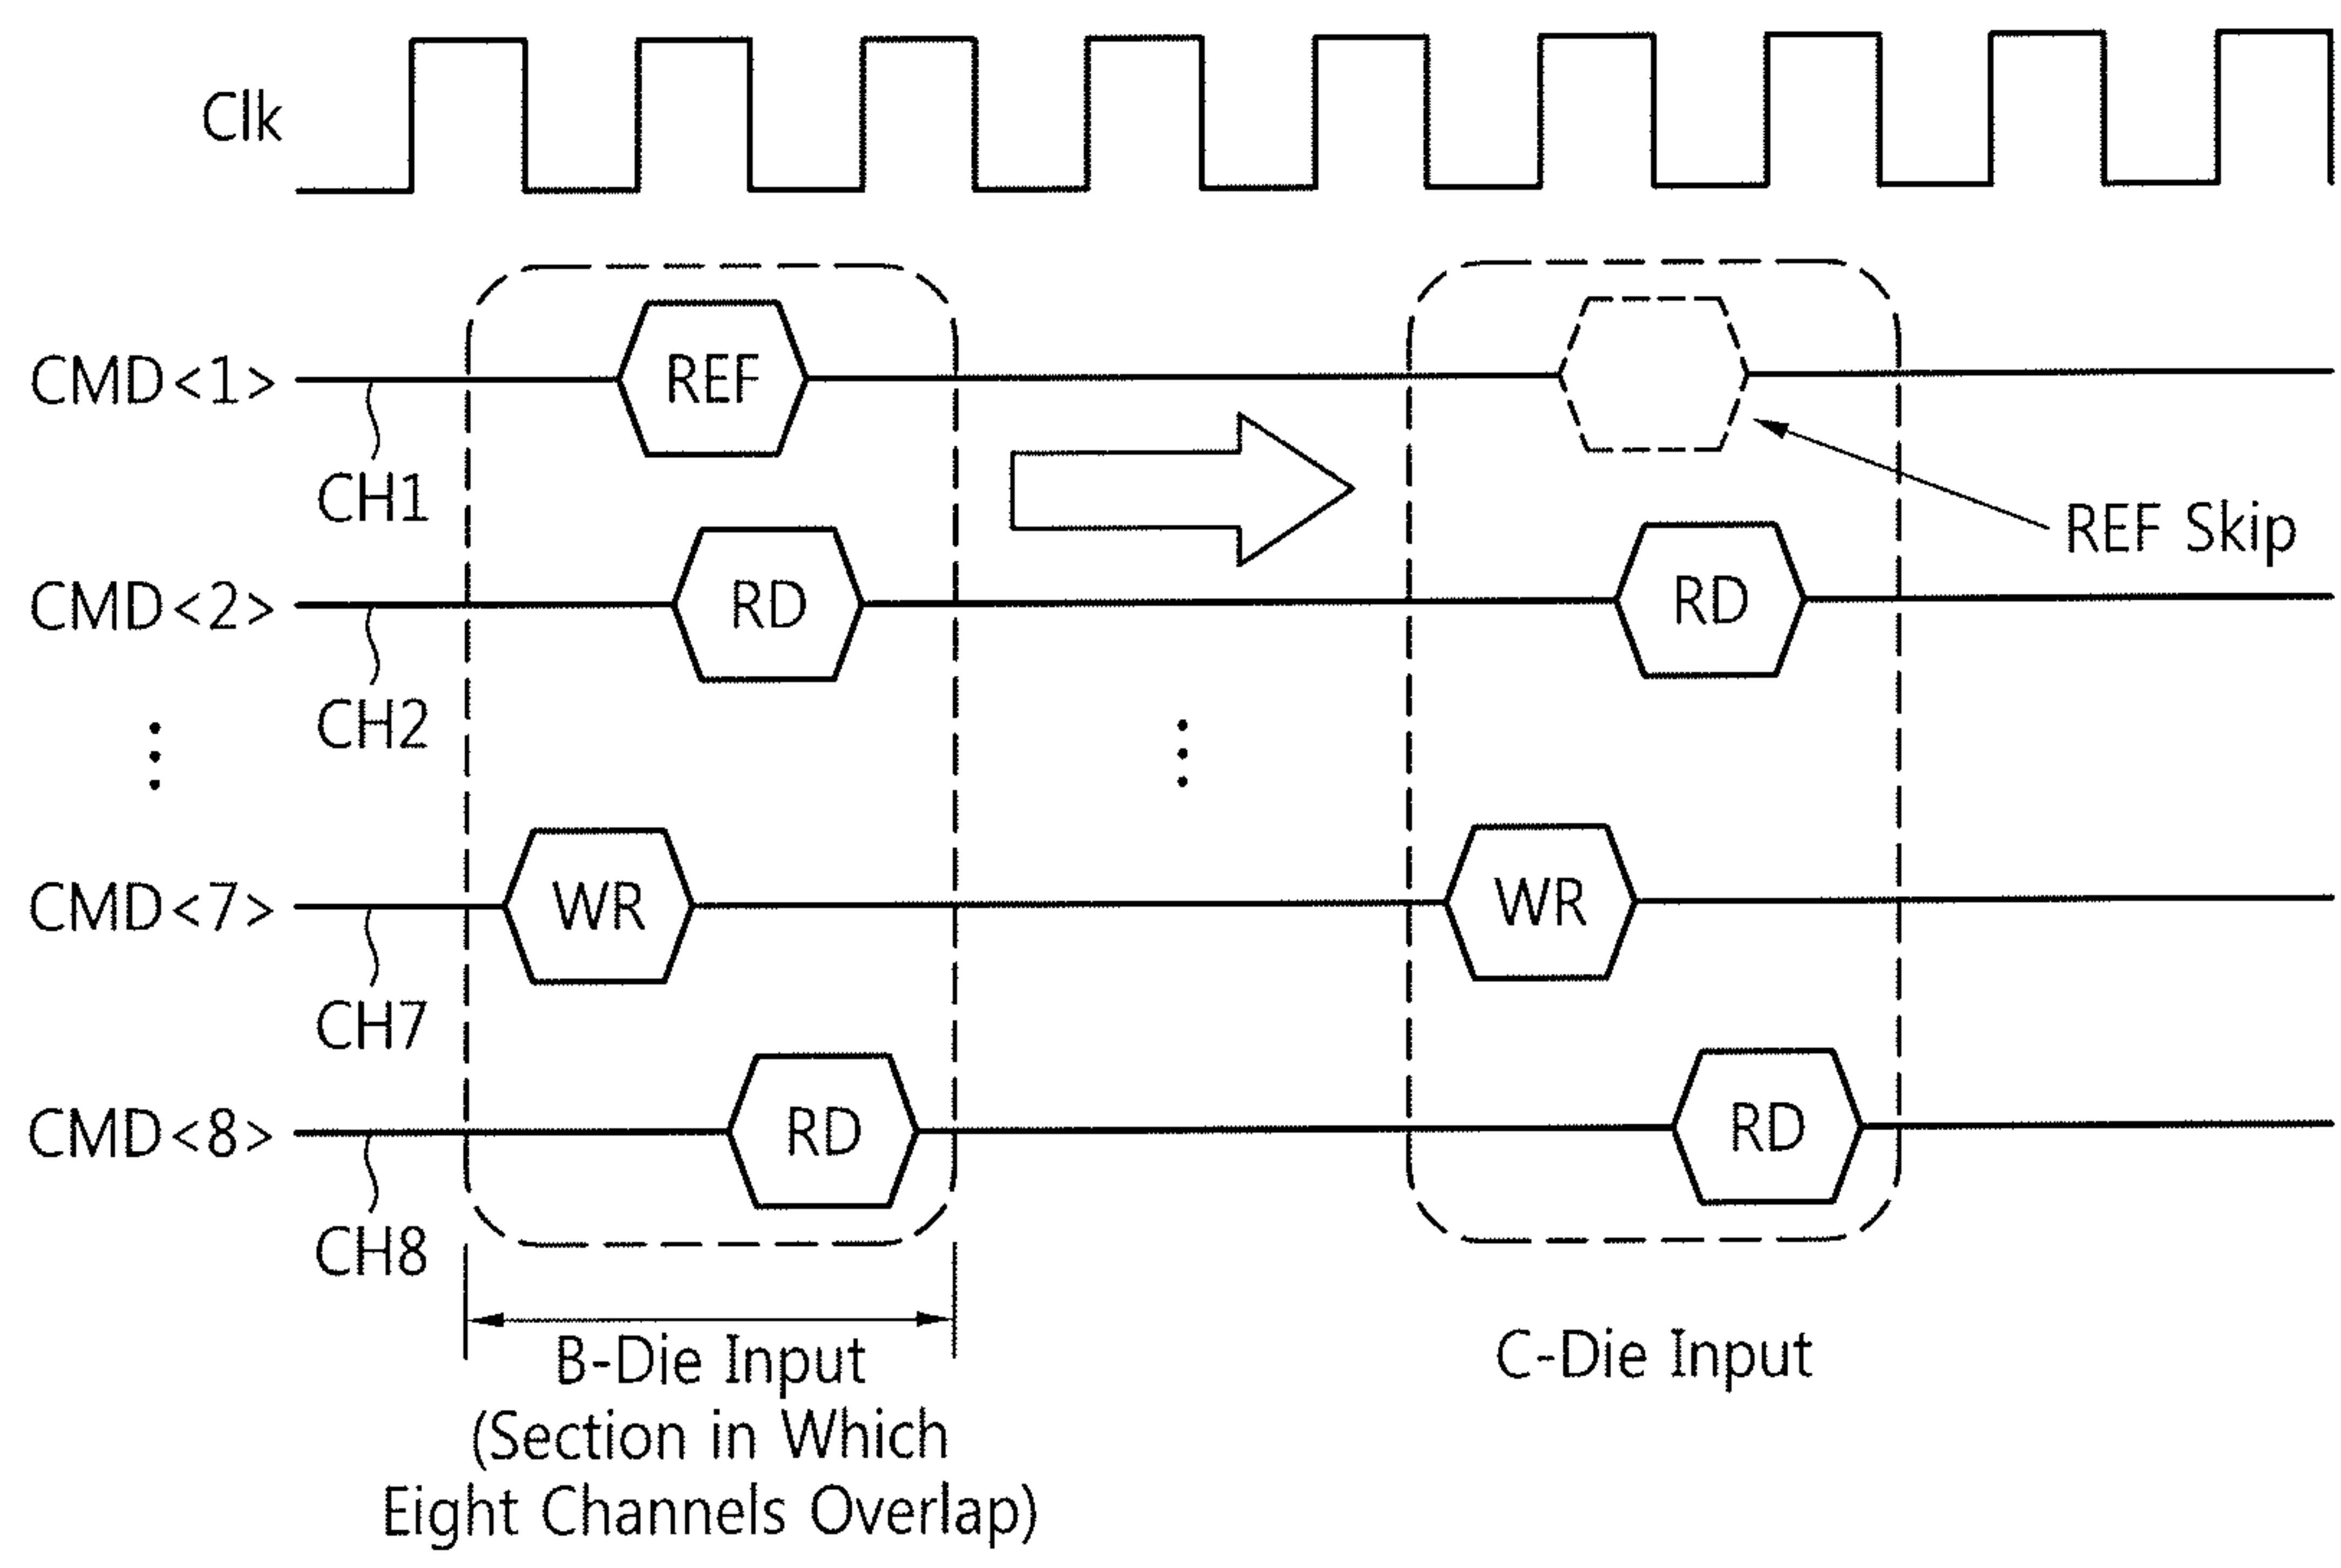 Clk
CMD<1>
REF
CH1
REF Skip
CMD<2>
RD
RD
CH2
CMD<7>
WR
WR
CH7
CMD<8>
RD
RD
CH8
B-Die Input
(Section in Which
Eight Channels Overlap)
C-Die Input